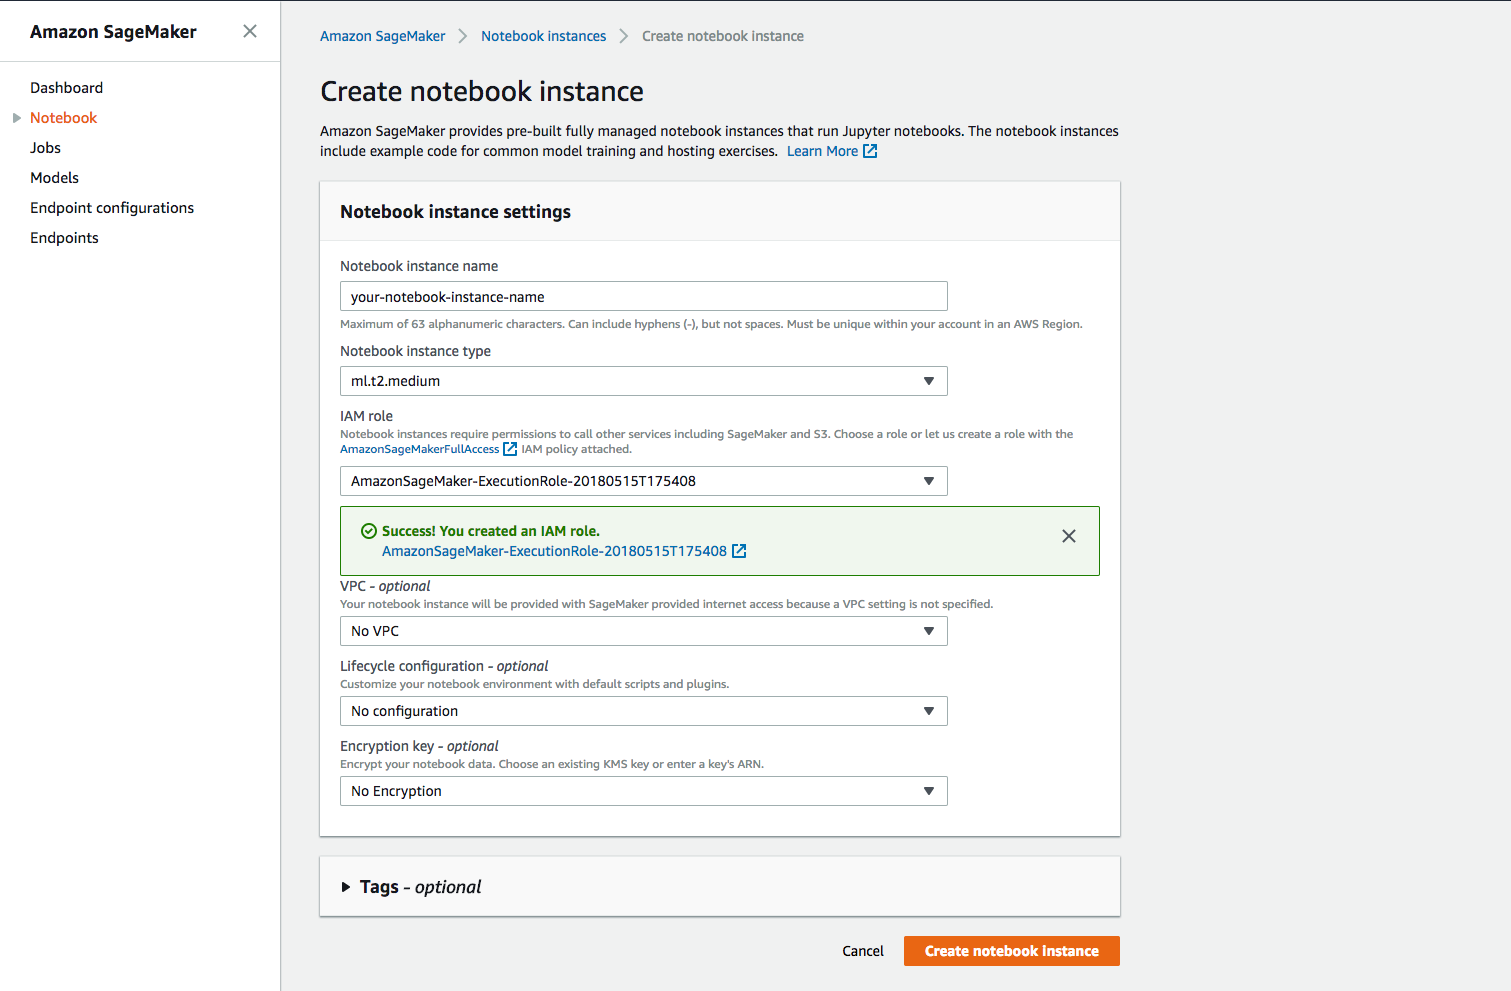 Amazon SageMaker
Dashboard
Notebook
Jobs
Models
Endpoint configurations
Endpoints
Amazon SageMaker > Notebook instances > Create notebook instance
Create notebook instance
Amazon SageMaker provides pre-built fully managed notebook instances that run Jupyter notebooks. The notebook instances
include example code for common model training and hosting exercises. Learn More
Notebook instance settings
Notebook instance name
your-notebook-instance-name
Maximum of 63 alphanumeric characters. Can include hyphens (-), but not spaces. Must be unique within your account in an AWS Region.
Notebook instance type
ml.t2.medium
IAM role
Notebook instances require permissions to call other services including SageMaker and S3. Choose a role or let us create a role with the
AmazonSageMakerFullAccess IAM policy attached.
AmazonSageMaker-ExecutionRole-20180515T175408
Success! You created an IAM role.
AmazonSageMaker-ExecutionRole-20180515T175408
VPC - optional
Your notebook instance will be provided with SageMaker provided internet access because a VPC setting is not specified.
No VPC
Lifecycle configuration - optional
Customize your notebook environment with default scripts and plugins.
No configuration
Encryption key - optional
Encrypt your notebook data. Choose an existing KMS key or enter a key's ARN.
No Encryption
Tags - optional
Cancel
Create notebook instance